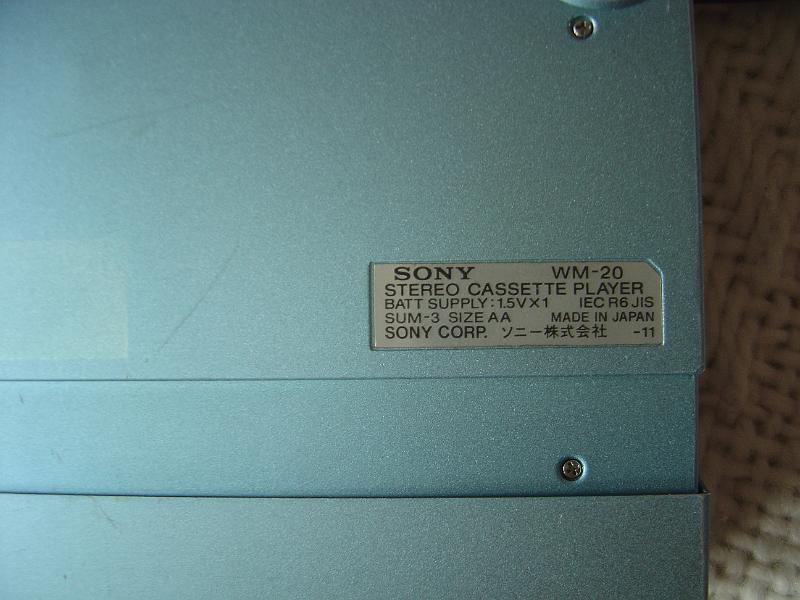 SONY WM-20
STEREO CASSETTE PLAYER
BATT SUPPLY: 1.5V×1 IEC R6 JIS
SUM-3 SIZE AA MADE IN JAPAN
SONY CORP. ソニー株式会社 -11